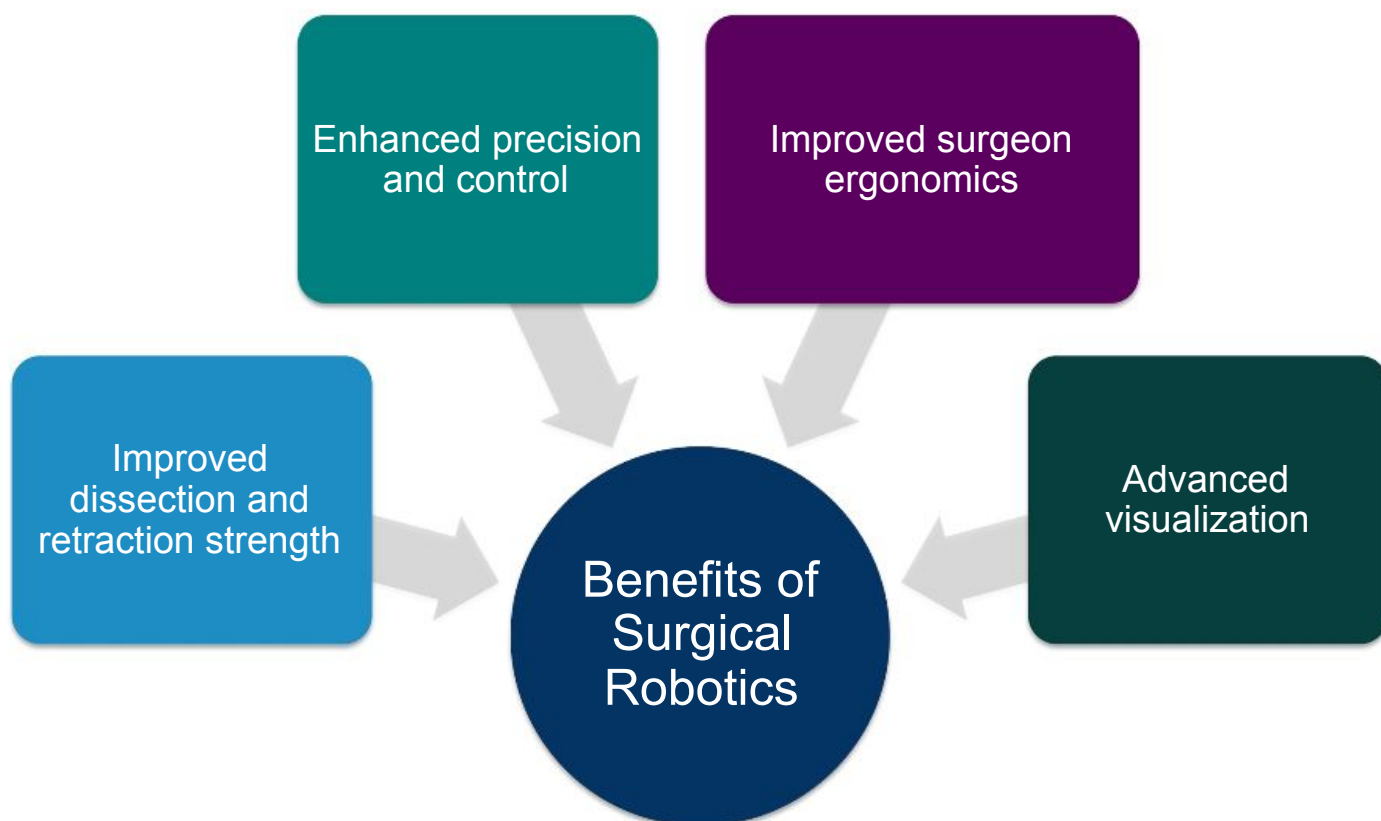 Enhanced precision
and control
Improved surgeon
ergonomics
Improved
dissection and
retraction strength
Advanced
visualization
Benefits of
Surgical
Robotics